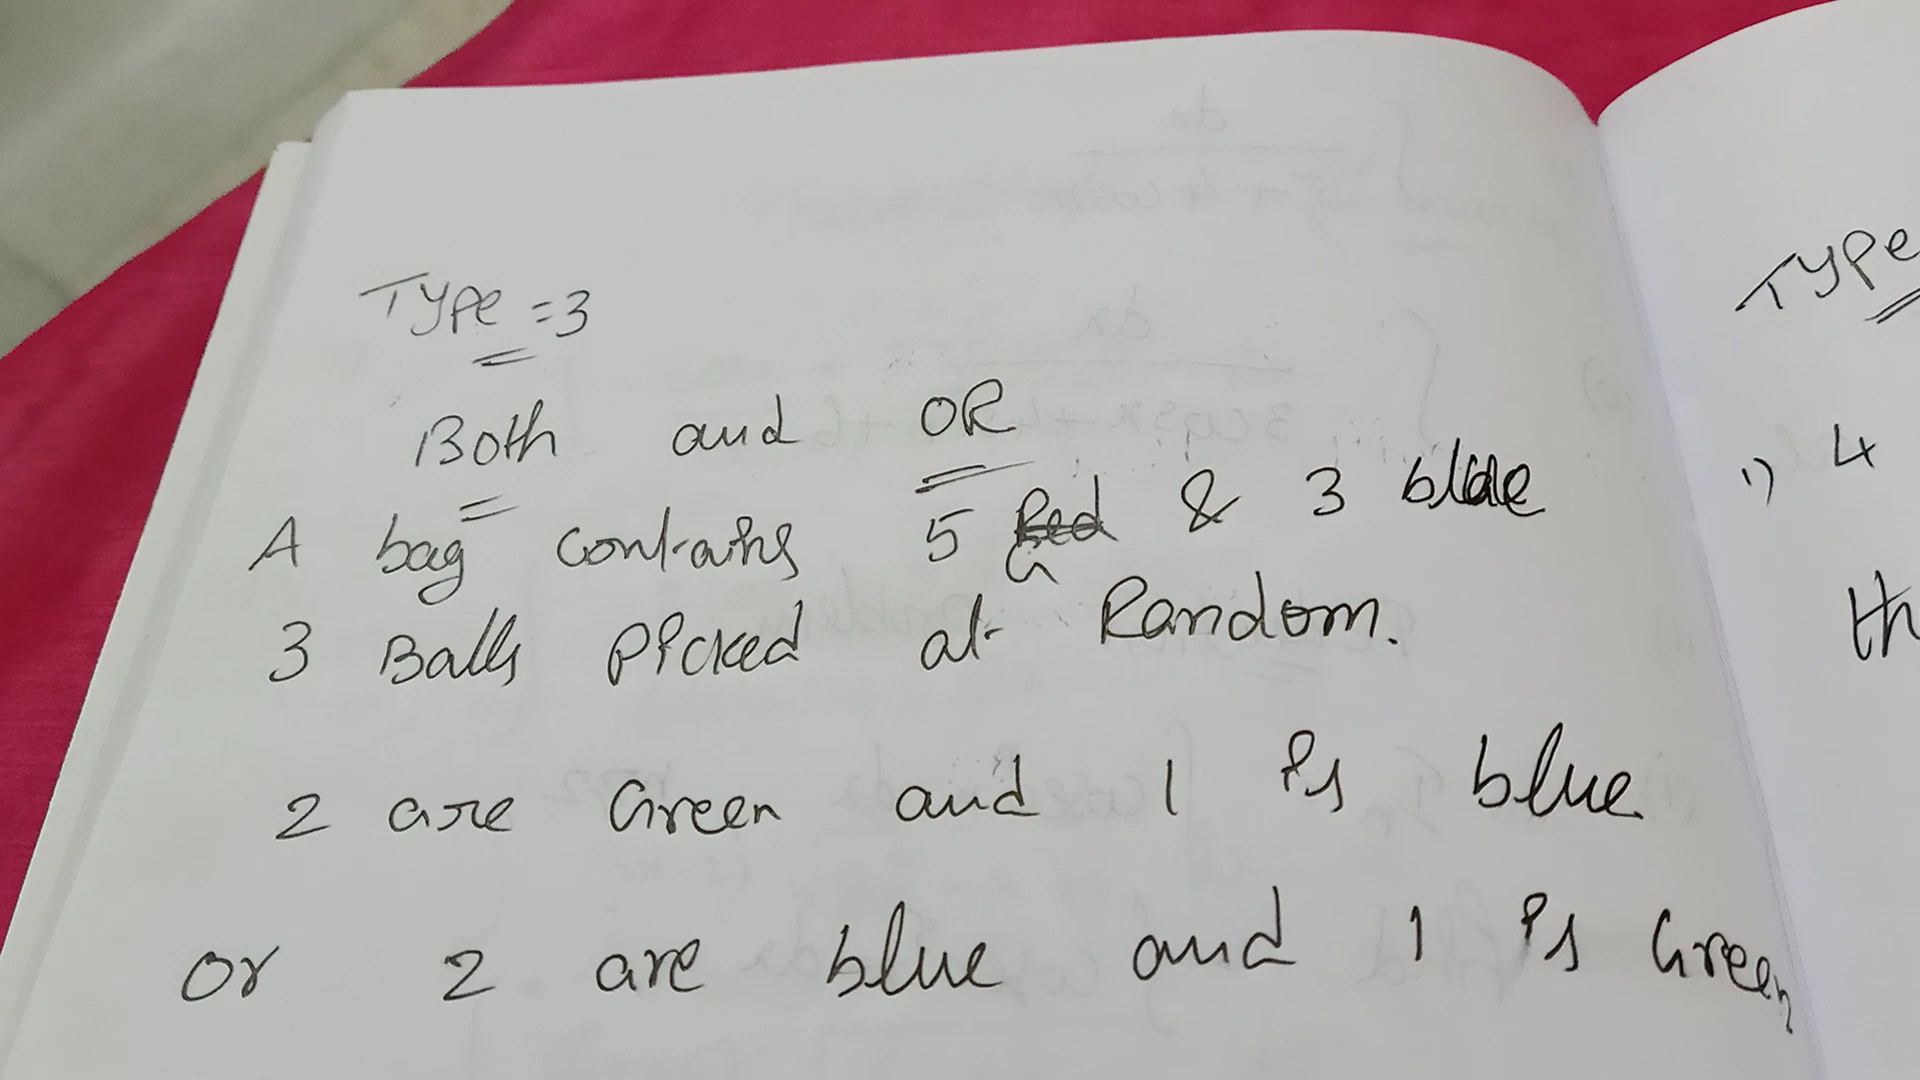 Type = 3
Both and OR
A bag contains 5 G & 3 blue
3 Balls Picked at Random.
2 are Green and 1 is blue
or 2 are blue and 1 is Green
Type
1) 4
th